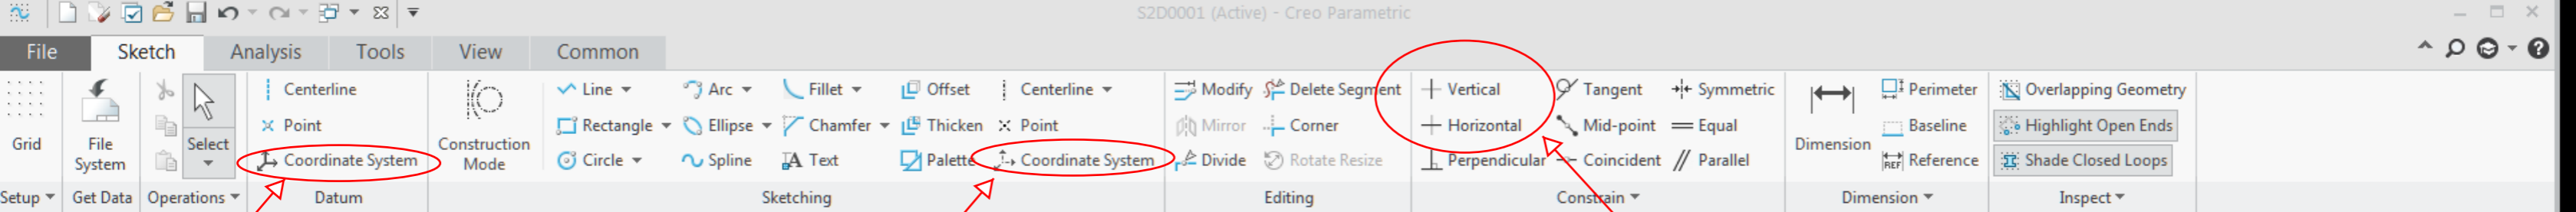 S2D0001 (Active) - Creo Parametric
File Sketch Analysis Tools View Common
Centerline Line Arc Fillet Offset Centerline Modify Delete Segment Vertical Tangent Symmetric Perimeter Overlapping Geometry
Point Rectangle Ellipse Chamfer Thicken Point Mirror Corner Horizontal Mid-point Equal Baseline Highlight Open Ends
Grid File System Select Coordinate System Construction Mode Circle Spline Text Palette Coordinate System Divide Rotate Resize Perpendicular Coincident Parallel Dimension REF Reference Shade Closed Loops
Setup Get Data Operations Datum Sketching Editing Constrain Dimension Inspect